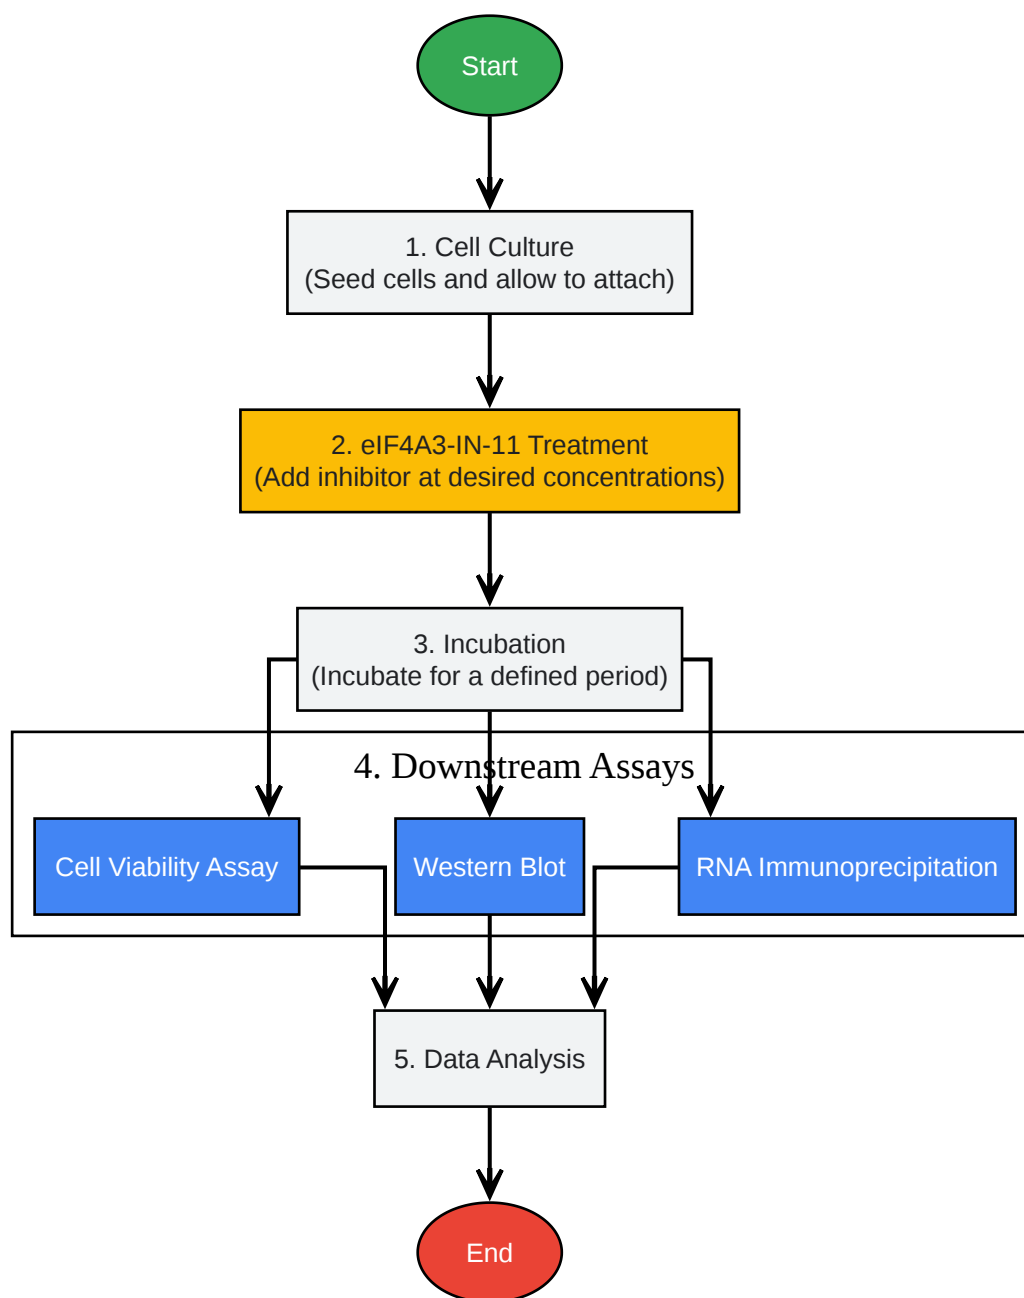 Start
1. Cell Culture
(Seed cells and allow to attach)
2. eIF4A3-IN-11 Treatment
(Add inhibitor at desired concentrations)
3. Incubation
(Incubate for a defined period)
4. Downstream Assays
Cell Viability Assay
Western Blot
RNA Immunoprecipitation
5. Data Analysis
End